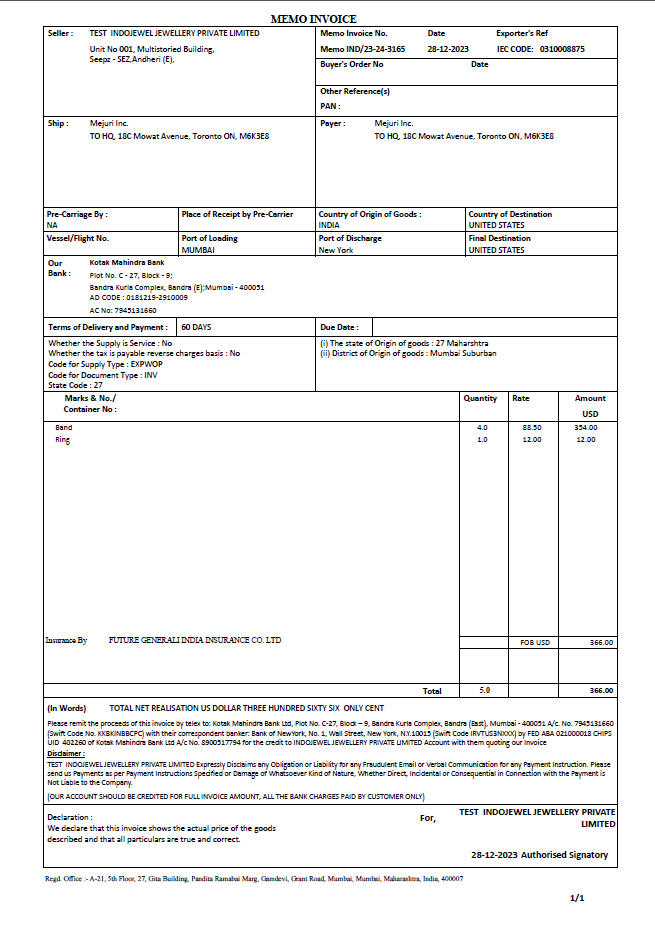 MEMO INVOICE
Seller : TEST INDOJEWEL JEWELLERY PRIVATE LIMITED
Unit No 001, Multistoried Building,
Seepz - SEZ,Andheri (E),
Memo Invoice No. Date Exporter's Ref
Memo IND/23-24-3165 28-12-2023 IEC CODE: 0310008875
Buyer's Order No Date
Other Reference(s)
PAN :
Ship : Mejuri Inc.
TO HQ, 18C Mowat Avenue, Toronto ON, M6K3E8
Payer : Mejuri Inc.
TO HQ, 18C Mowat Avenue, Toronto ON, M6K3E8
Pre-Carriage By : Place of Receipt by Pre-Carrier Country of Origin of Goods : Country of Destination
NA INDIA UNITED STATES
Vessel/Flight No. Port of Loading Port of Discharge Final Destination
MUMBAI New York UNITED STATES
Our Bank : Kotak Mahindra Bank
Plot No. C - 27, Block - 9;
Bandra Kurla Complex, Bandra (E);Mumbai - 400051
AD CODE : 0181219-2910009
AC No: 7945131660
Terms of Delivery and Payment : 60 DAYS Due Date :
Whether the Supply is Service : No
Whether the tax is payable reverse charges basis : No
Code for Supply Type : EXPWOP
Code for Document Type : INV
State Code : 27
(i) The state of Origin of goods : 27 Maharshtra
(ii) District of Origin of goods : Mumbai Suburban
Marks & No./ Quantity Rate Amount
Container No : USD
Band 4.0 88.50 354.00
Ring 1.0 12.00 12.00
Insurance By FUTURE GENERALI INDIA INSURANCE CO. LTD FOB USD 366.00
Total 5.0 366.00
(In Words) TOTAL NET REALISATION US DOLLAR THREE HUNDRED SIXTY SIX ONLY CENT
Please remit the proceeds of this invoice by telex to: Kotak Mahindra Bank Ltd, Plot No. C-27, Block – 9, Bandra Kurla Complex, Bandra (East), Mumbai - 400051 A/c. No. 7945131660
(Swift Code No. KKBKINBBCPC) with their correspondent banker: Bank of NewYork, No. 1, Wall Street, New York, N.Y.10015 (Swift Code IRVTUS3NXXX) by FED ABA 021000018 CHIPS
UID 402260 of Kotak Mahindra Bank Ltd A/c No. 8900517794 for the credit to INDOJEWEL JEWELLERY PRIVATE LIMITED Account with them quoting our Invoice
Disclaimer :
TEST INDOJEWEL JEWELLERY PRIVATE LIMITED Expressly Disclaims any Obligation or Liability for any Fraudulent Email or Verbal Communication for any Payment Instruction. Please
send us Payments as per Payment Instructions Specified or Damage of Whatsoever Kind of Nature, Whether Direct, Incidental or Consequential in Connection with the Payment is
Not Liable to the Company.
(OUR ACCOUNT SHOULD BE CREDITED FOR FULL INVOICE AMOUNT, ALL THE BANK CHARGES PAID BY CUSTOMER ONLY)
Declaration :
We declare that this invoice shows the actual price of the goods
described and that all particulars are true and correct.
For, TEST INDOJEWEL JEWELLERY PRIVATE
LIMITED
28-12-2023 Authorised Signatory
Regd. Office :- A-21, 5th Floor, 27, Gita Building, Pandita Ramabai Marg, Gamdevi, Grant Road, Mumbai, Mumbai, Maharashtra, India, 400007
1/1